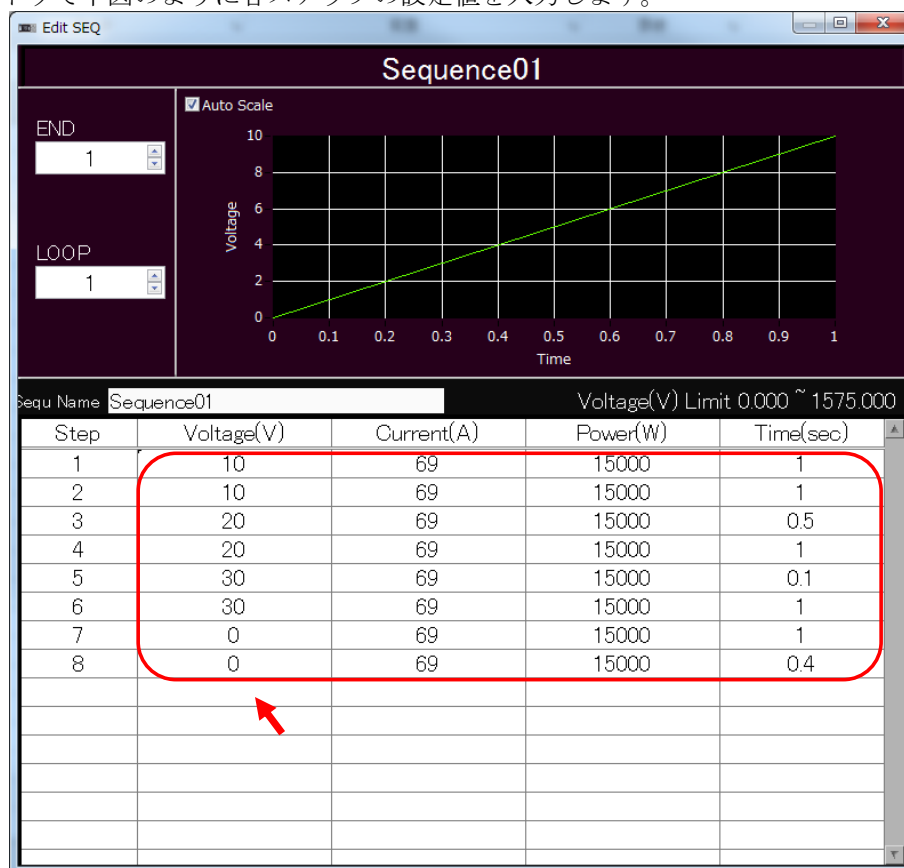 Edit SEQ
Sequence01
END
1
LOOP
1
Auto Scale
10
8
6
4
2
0
Voltage
0 0.1 0.2 0.3 0.4 0.5 0.6 0.7 0.8 0.9 1
Time
Sequ Name Sequence01 Voltage(V) Limit 0.000 ~ 1575.000
Step Voltage(V) Current(A) Power(W) Time(sec)
1 10 69 15000 1
2 10 69 15000 1
3 20 69 15000 0.5
4 20 69 15000 1
5 30 69 15000 0.1
6 30 69 15000 1
7 0 69 15000 1
8 0 69 15000 0.4